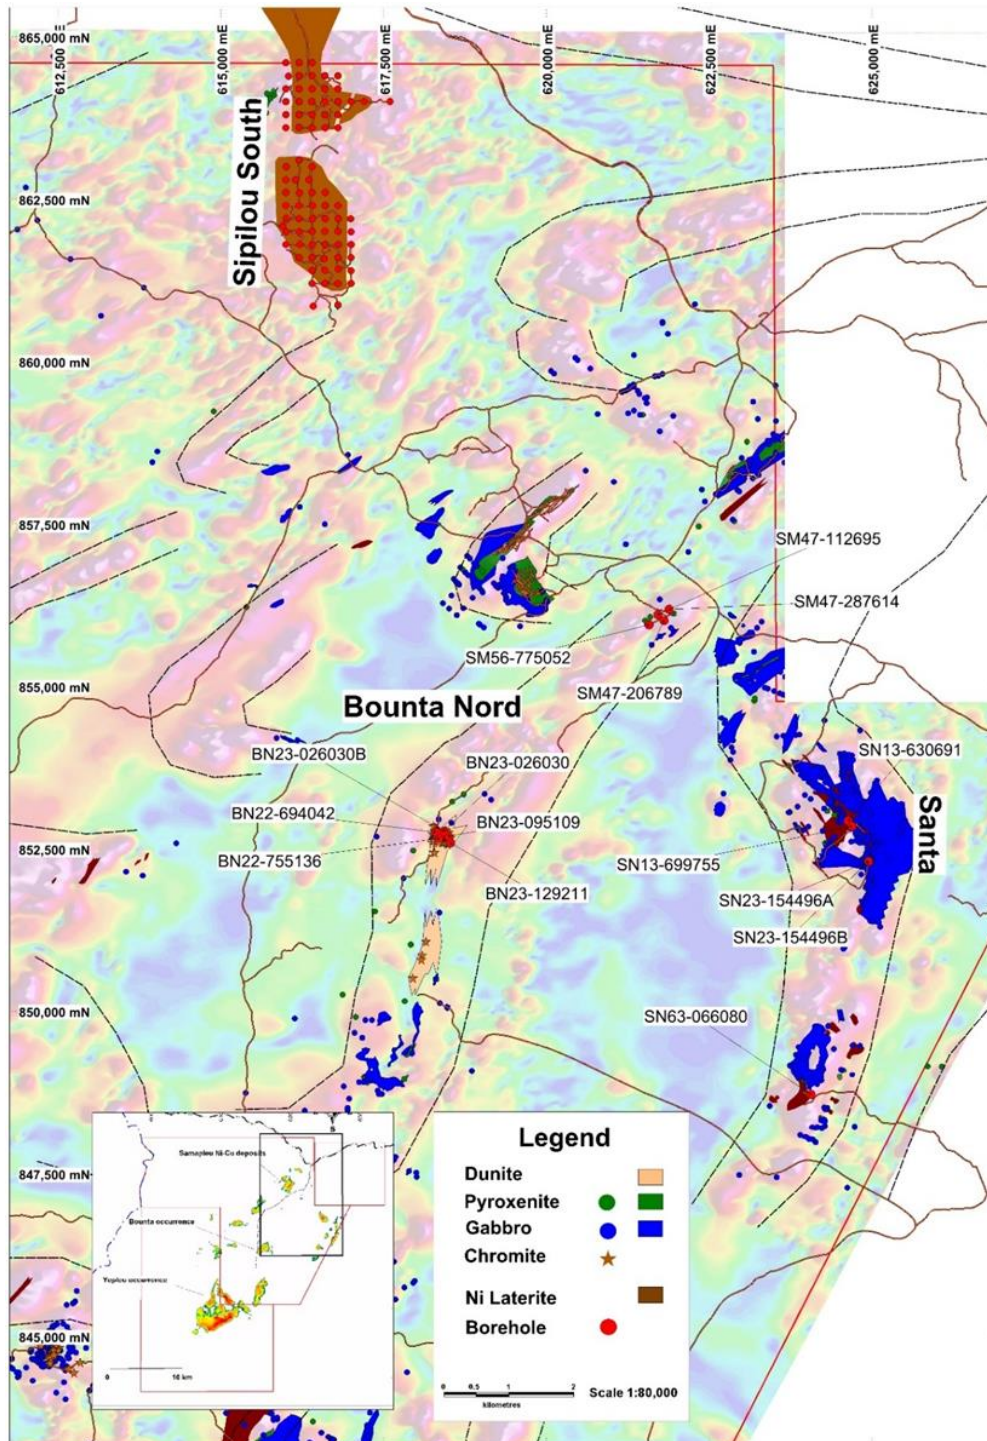 865,000 mN
612,500 mE
615,000 mE
617,500 mE
620,000 mE
622,500 mE
625,000 mE
Sipilou South
862,500 mN
860,000 mN
857,500 mN
SM47-112695
SM47-287614
SM56-775052
855,000 mN
SM47-206789
Bounta Nord
BN23-026030B
BN23-026030
SN13-630691
BN22-694042
BN23-095109
Santa
852,500 mN
BN22-755136
SN13-699755
BN23-129211
SN23-154496A
SN23-154496B
850,000 mN
SN63-066080
847,500 mN
845,000 mN
Samapleu Ni-Cu deposits
Bounta occurrence
Yepleu occurrence
0 10 km
Legend
Dunite
Pyroxenite
Gabbro
Chromite
Ni Laterite
Borehole
0 0.5 1 2
kilometres
Scale 1:80,000